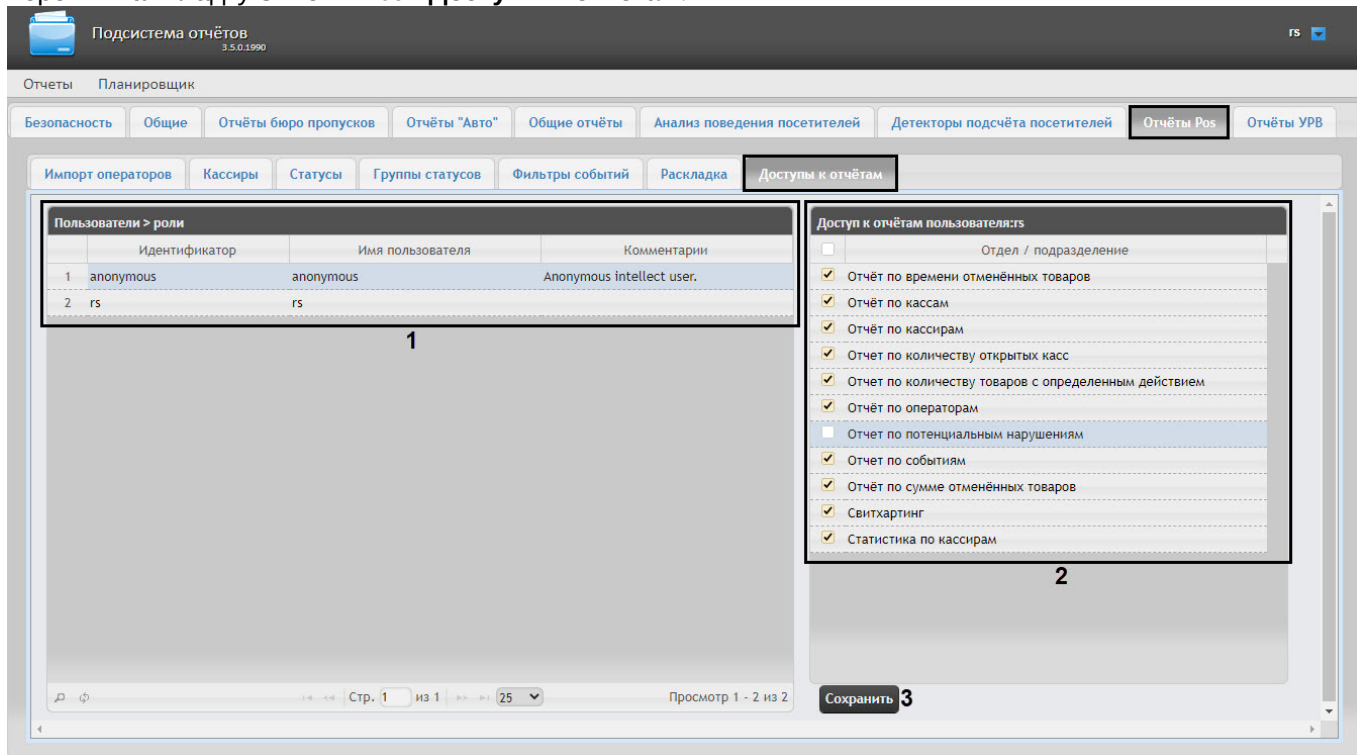 Подсистема отчётов
3.5.0.1990
rs
Отчеты Планировщик
Безопасность Общие Отчёты бюро пропусков Отчёты "Авто" Общие отчёты Анализ поведения посетителей Детекторы подсчёта посетителей Отчёты Pos Отчёты УРВ
Импорт операторов Кассиры Статусы Группы статусов Фильтры событий Раскладка Доступы к отчётам
Пользователи > роли
Идентификатор Имя пользователя Комментарии
1 anonymous anonymous Anonymous intellect user.
2 rs rs
1
Доступ к отчётам пользователя:rs
Отдел / подразделение
Отчёт по времени отменённых товаров
Отчёт по кассам
Отчёт по кассирам
Отчет по количеству открытых касс
Отчет по количеству товаров с определенным действием
Отчёт по операторам
Отчет по потенциальным нарушениям
Отчет по событиям
Отчёт по сумме отменённых товаров
Свитхартинг
Статистика по кассирам
2
Стр. 1 из 1 25 Просмотр 1 - 2 из 2
Сохранить 3